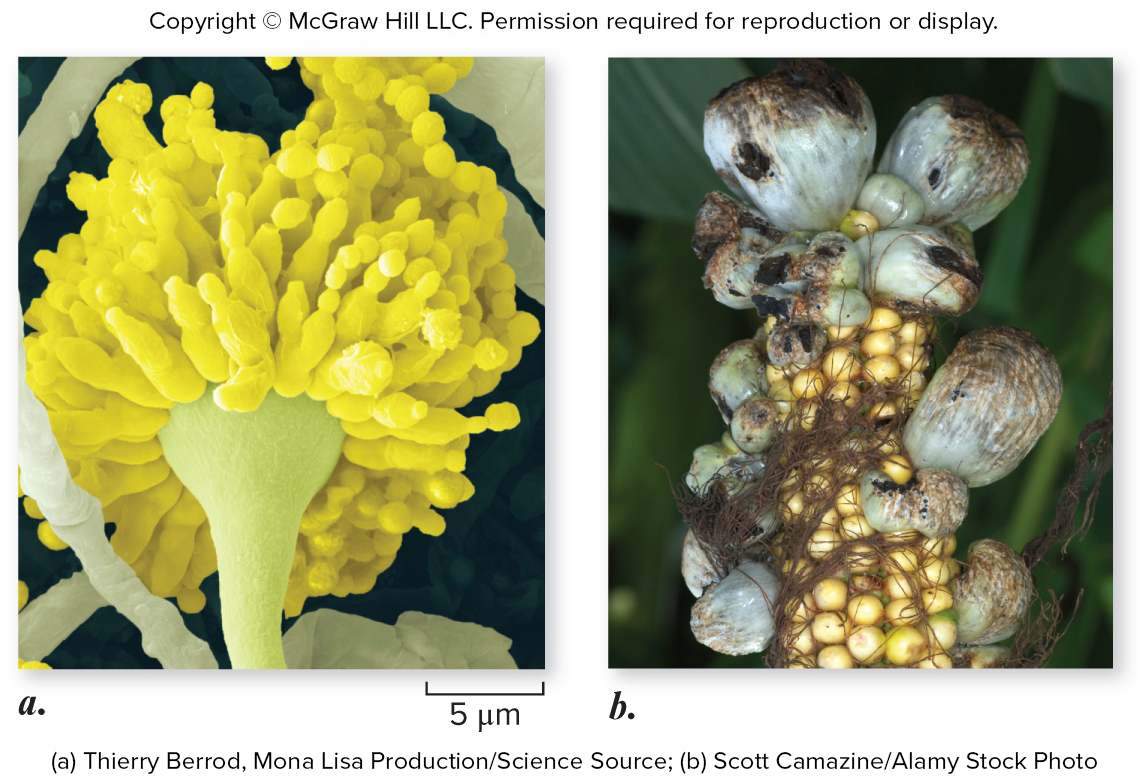 Copyright © McGraw Hill LLC. Permission required for reproduction or display.
a.
5 μm
b.
(a) Thierry Berrod, Mona Lisa Production/Science Source; (b) Scott Camazine/Alamy Stock Photo